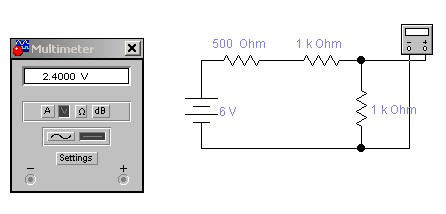 Multimeter
2.4000 V
A V Ω dB
Settings
− +
500 Ohm 1 k Ohm
6 V
1 k Ohm
− +